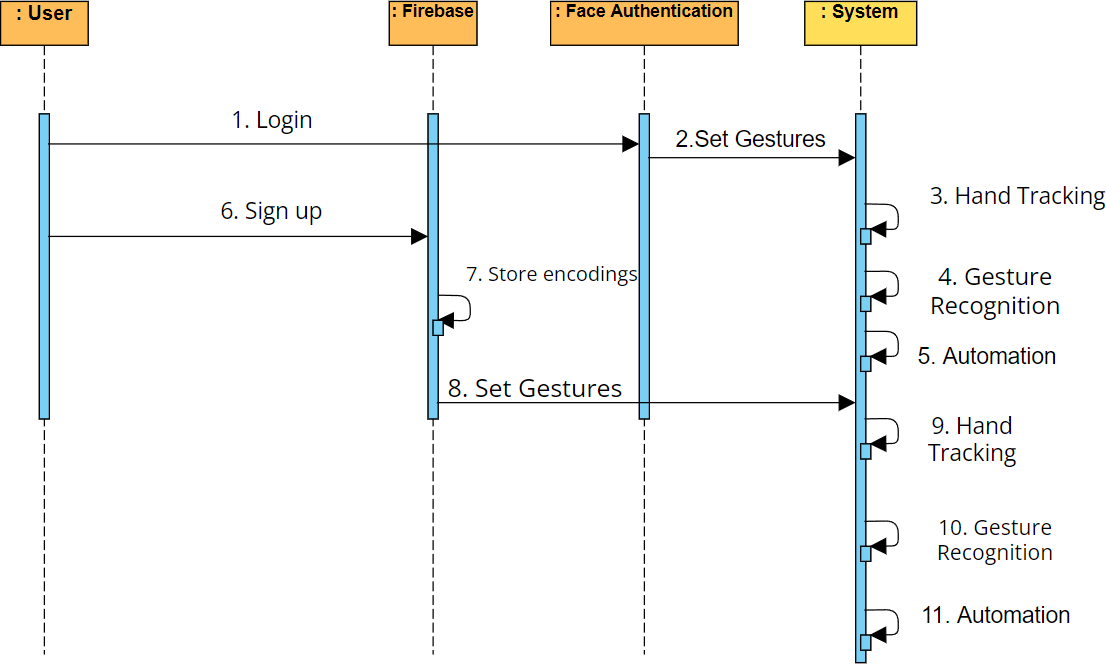 : User
: Firebase
: Face Authentication
: System
1. Login
2.Set Gestures
3. Hand Tracking
6. Sign up
7. Store encodings
4. Gesture
Recognition
5. Automation
8. Set Gestures
9. Hand
Tracking
10. Gesture
Recognition
11. Automation